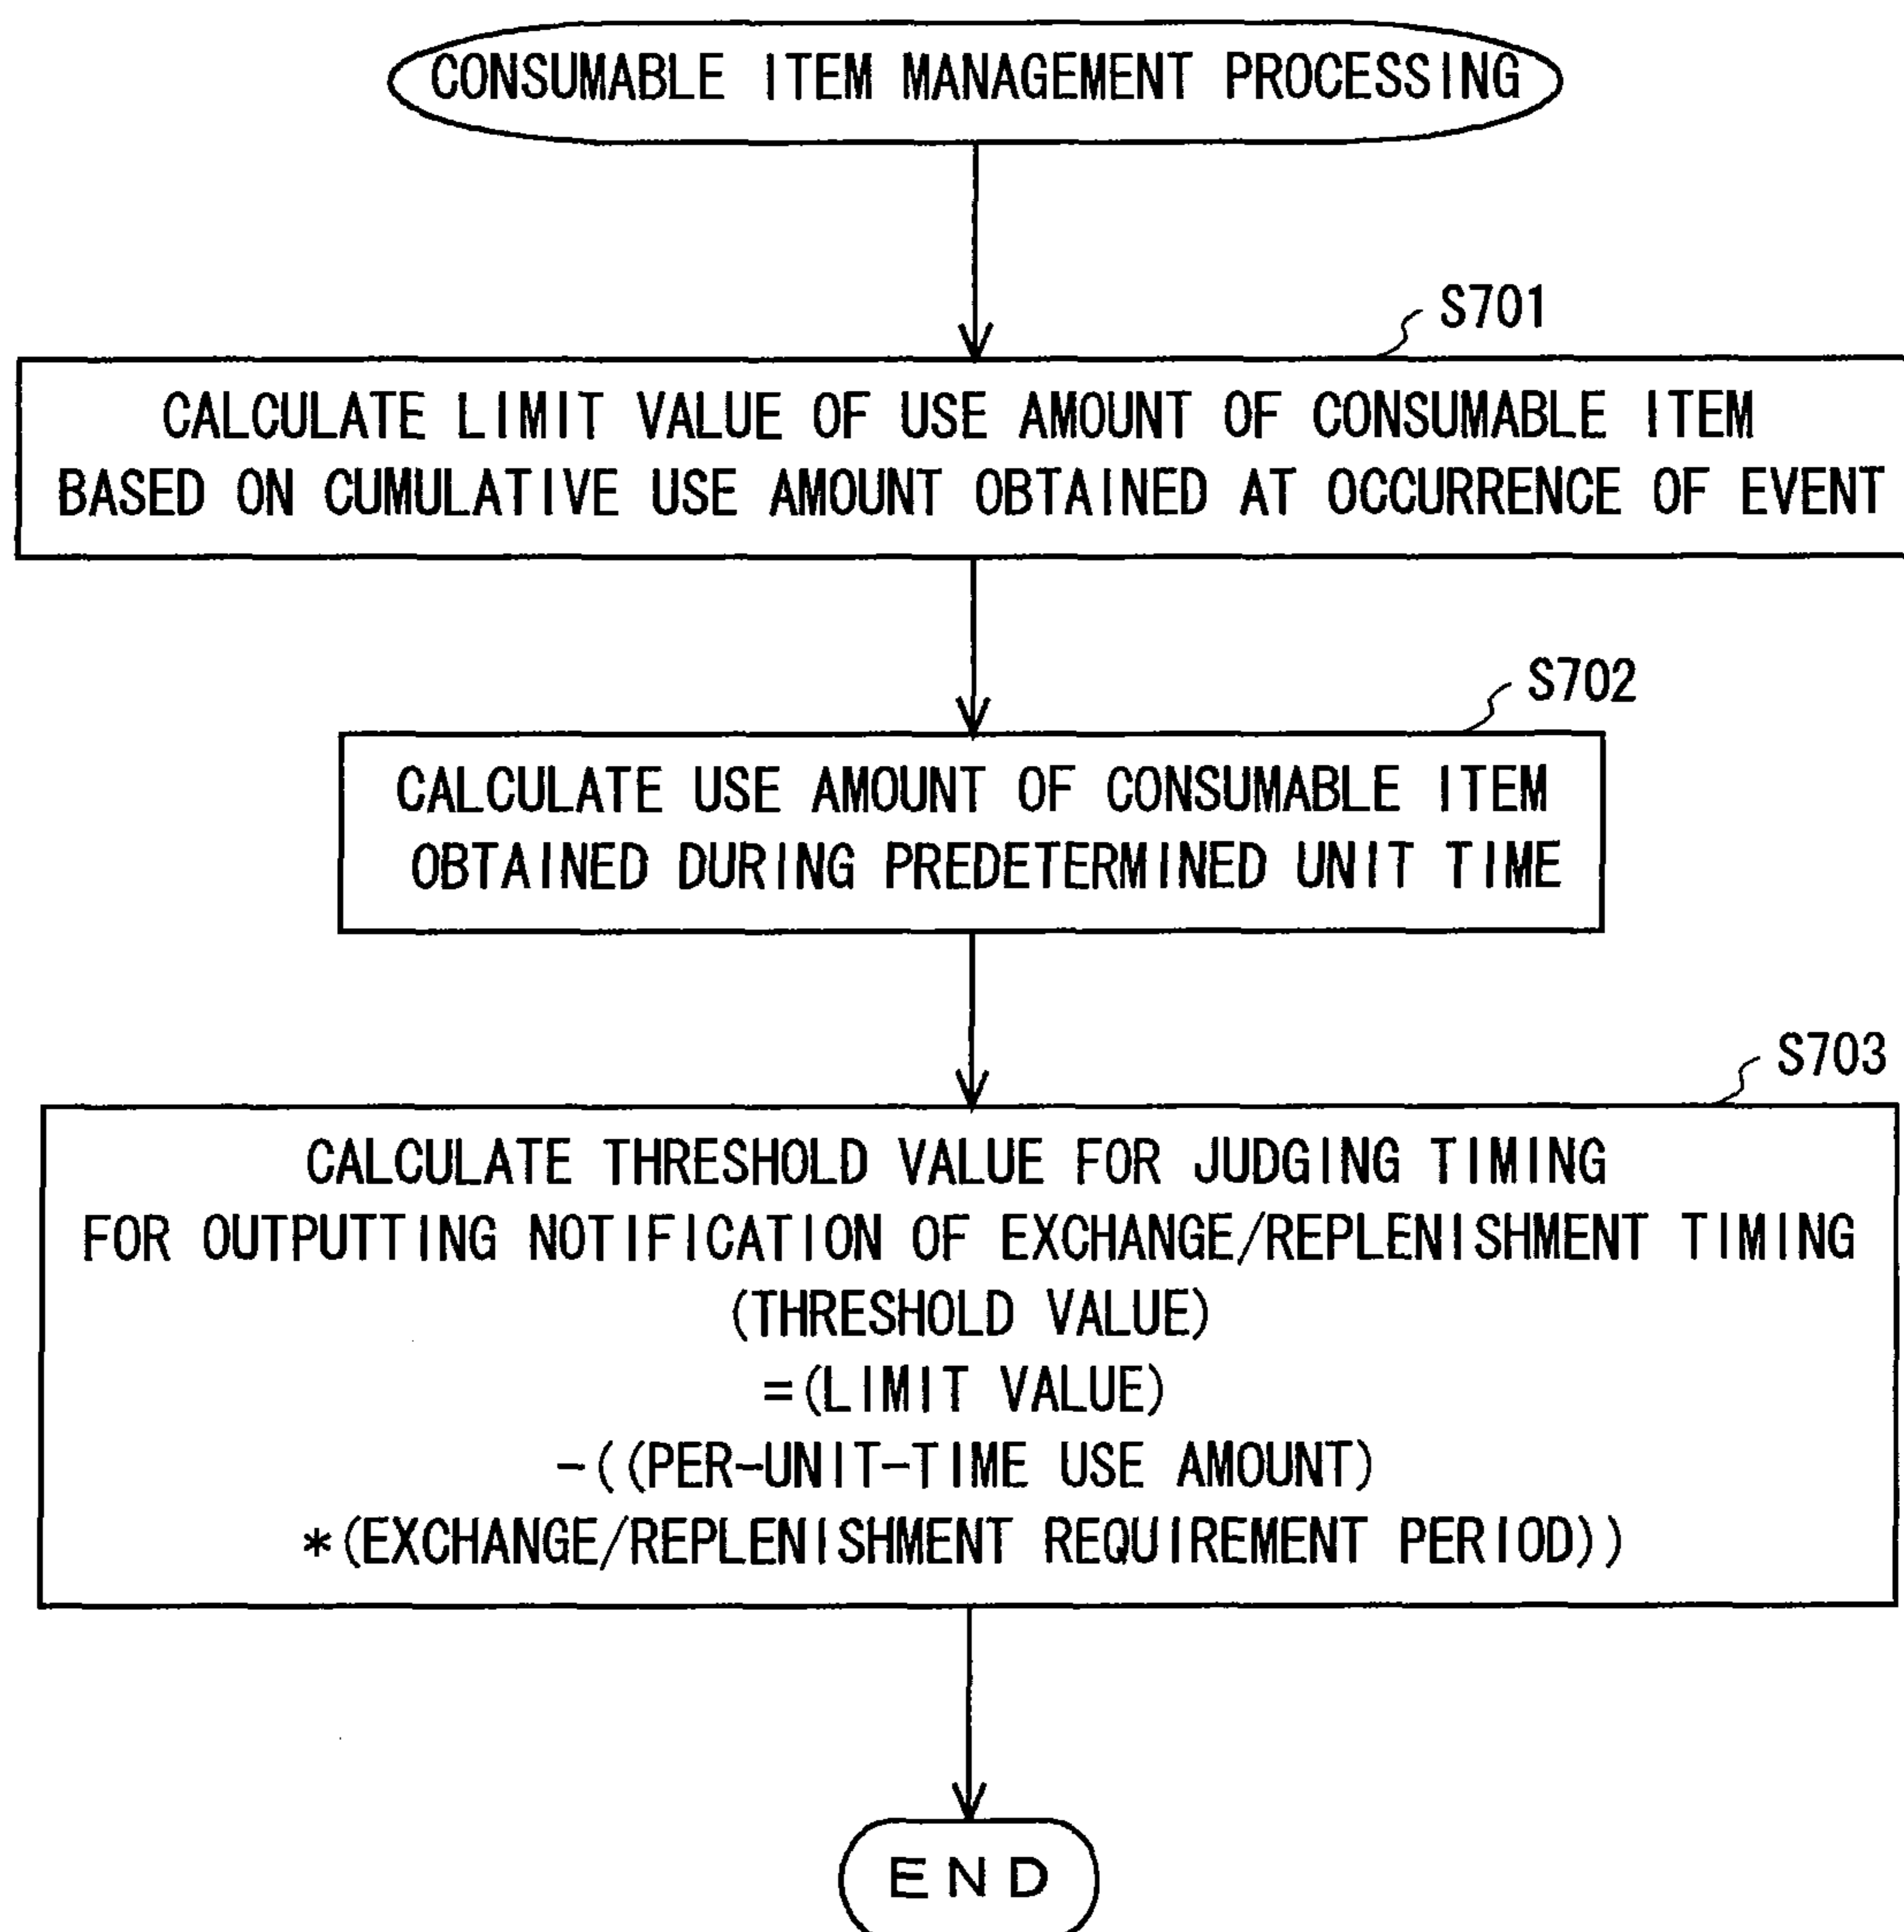 CONSUMABLE ITEM MANAGEMENT PROCESSING
S701
CALCULATE LIMIT VALUE OF USE AMOUNT OF CONSUMABLE ITEM
BASED ON CUMULATIVE USE AMOUNT OBTAINED AT OCCURRENCE OF EVENT
S702
CALCULATE USE AMOUNT OF CONSUMABLE ITEM
OBTAINED DURING PREDETERMINED UNIT TIME
S703
CALCULATE THRESHOLD VALUE FOR JUDGING TIMING
FOR OUTPUTTING NOTIFICATION OF EXCHANGE/REPLENISHMENT TIMING
(THRESHOLD VALUE)
=(LIMIT VALUE)
-((PER-UNIT-TIME USE AMOUNT)
*(EXCHANGE/REPLENISHMENT REQUIREMENT PERIOD))
END